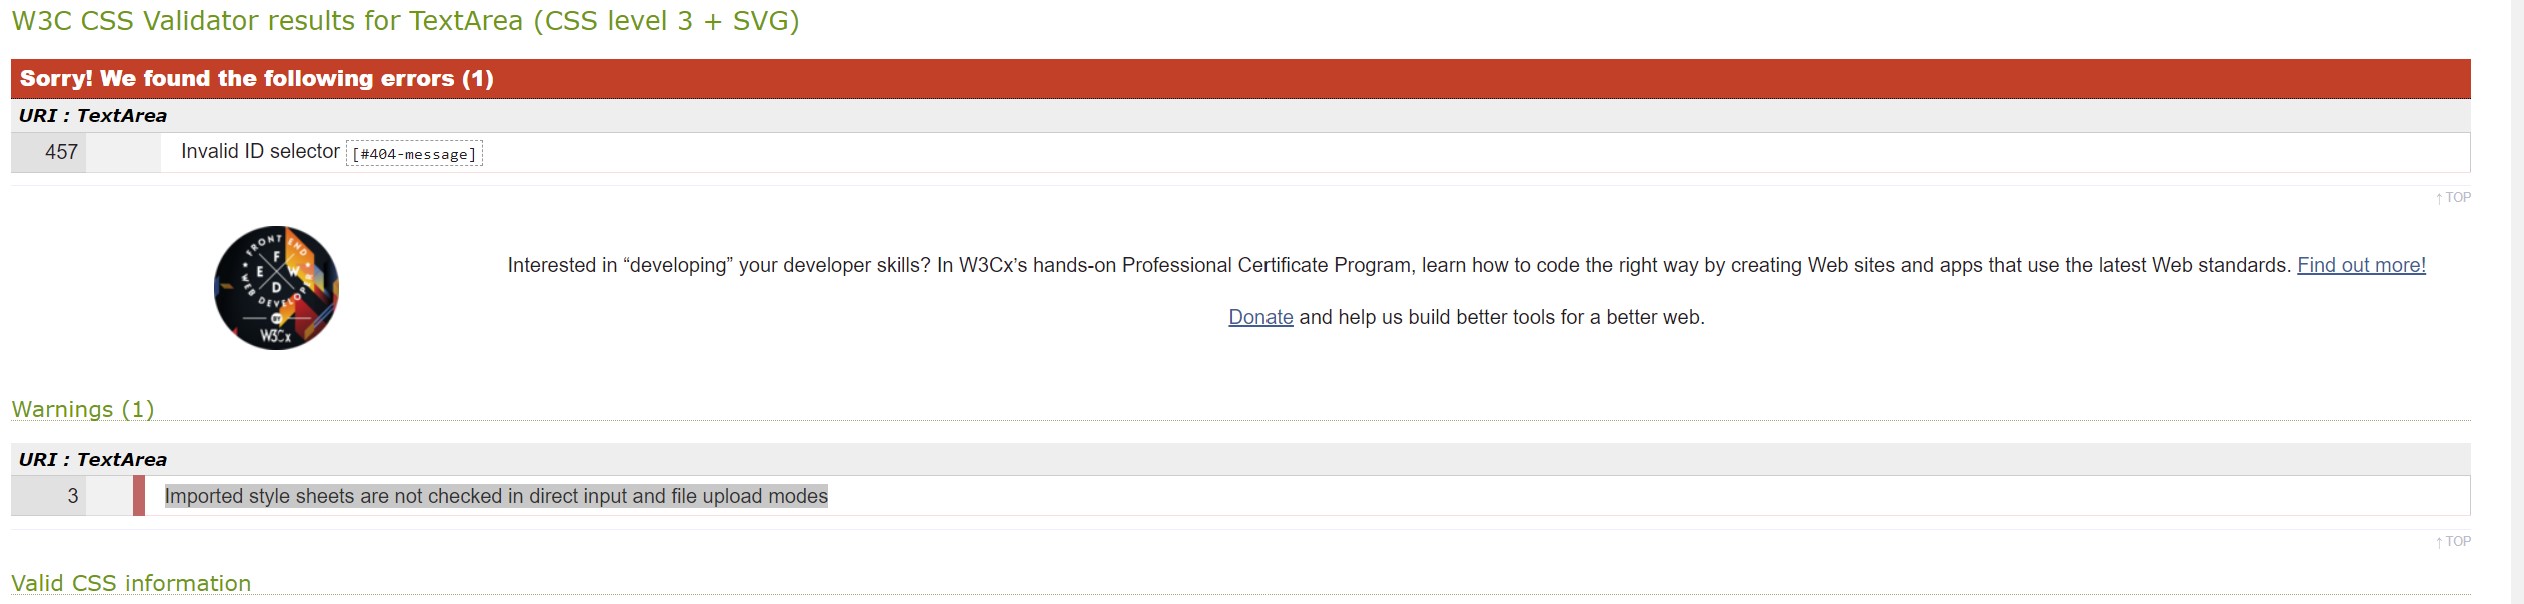 W3C CSS Validator results for TextArea (CSS level 3 + SVG)
Sorry! We found the following errors (1)
URI : TextArea
457 Invalid ID selector [#404-message]
↑ TOP
FRONT END
F
E W
D
WEB DEVELOPER
BY
W3Cx
Interested in “developing” your developer skills? In W3Cx’s hands-on Professional Certificate Program, learn how to code the right way by creating Web sites and apps that use the latest Web standards. Find out more!
Donate and help us build better tools for a better web.
Warnings (1)
URI : TextArea
3 Imported style sheets are not checked in direct input and file upload modes
↑ TOP
Valid CSS information